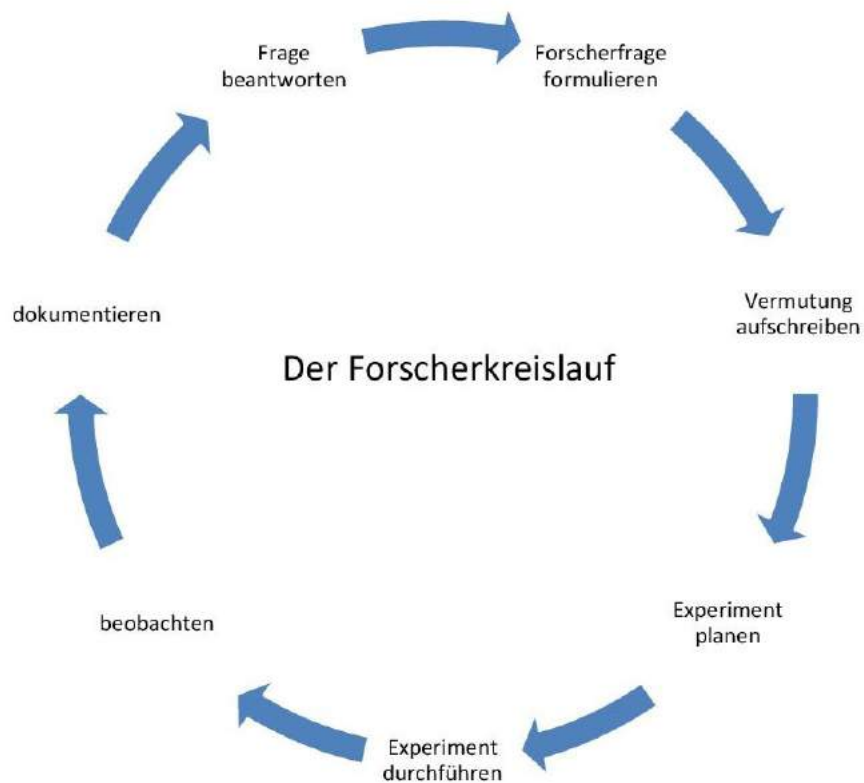 Frage
beantworten
Forscherfrage
formulieren
Vermutung
aufschreiben
Experiment
planen
Experiment
durchführen
beobachten
dokumentieren
Der Forscherkreislauf